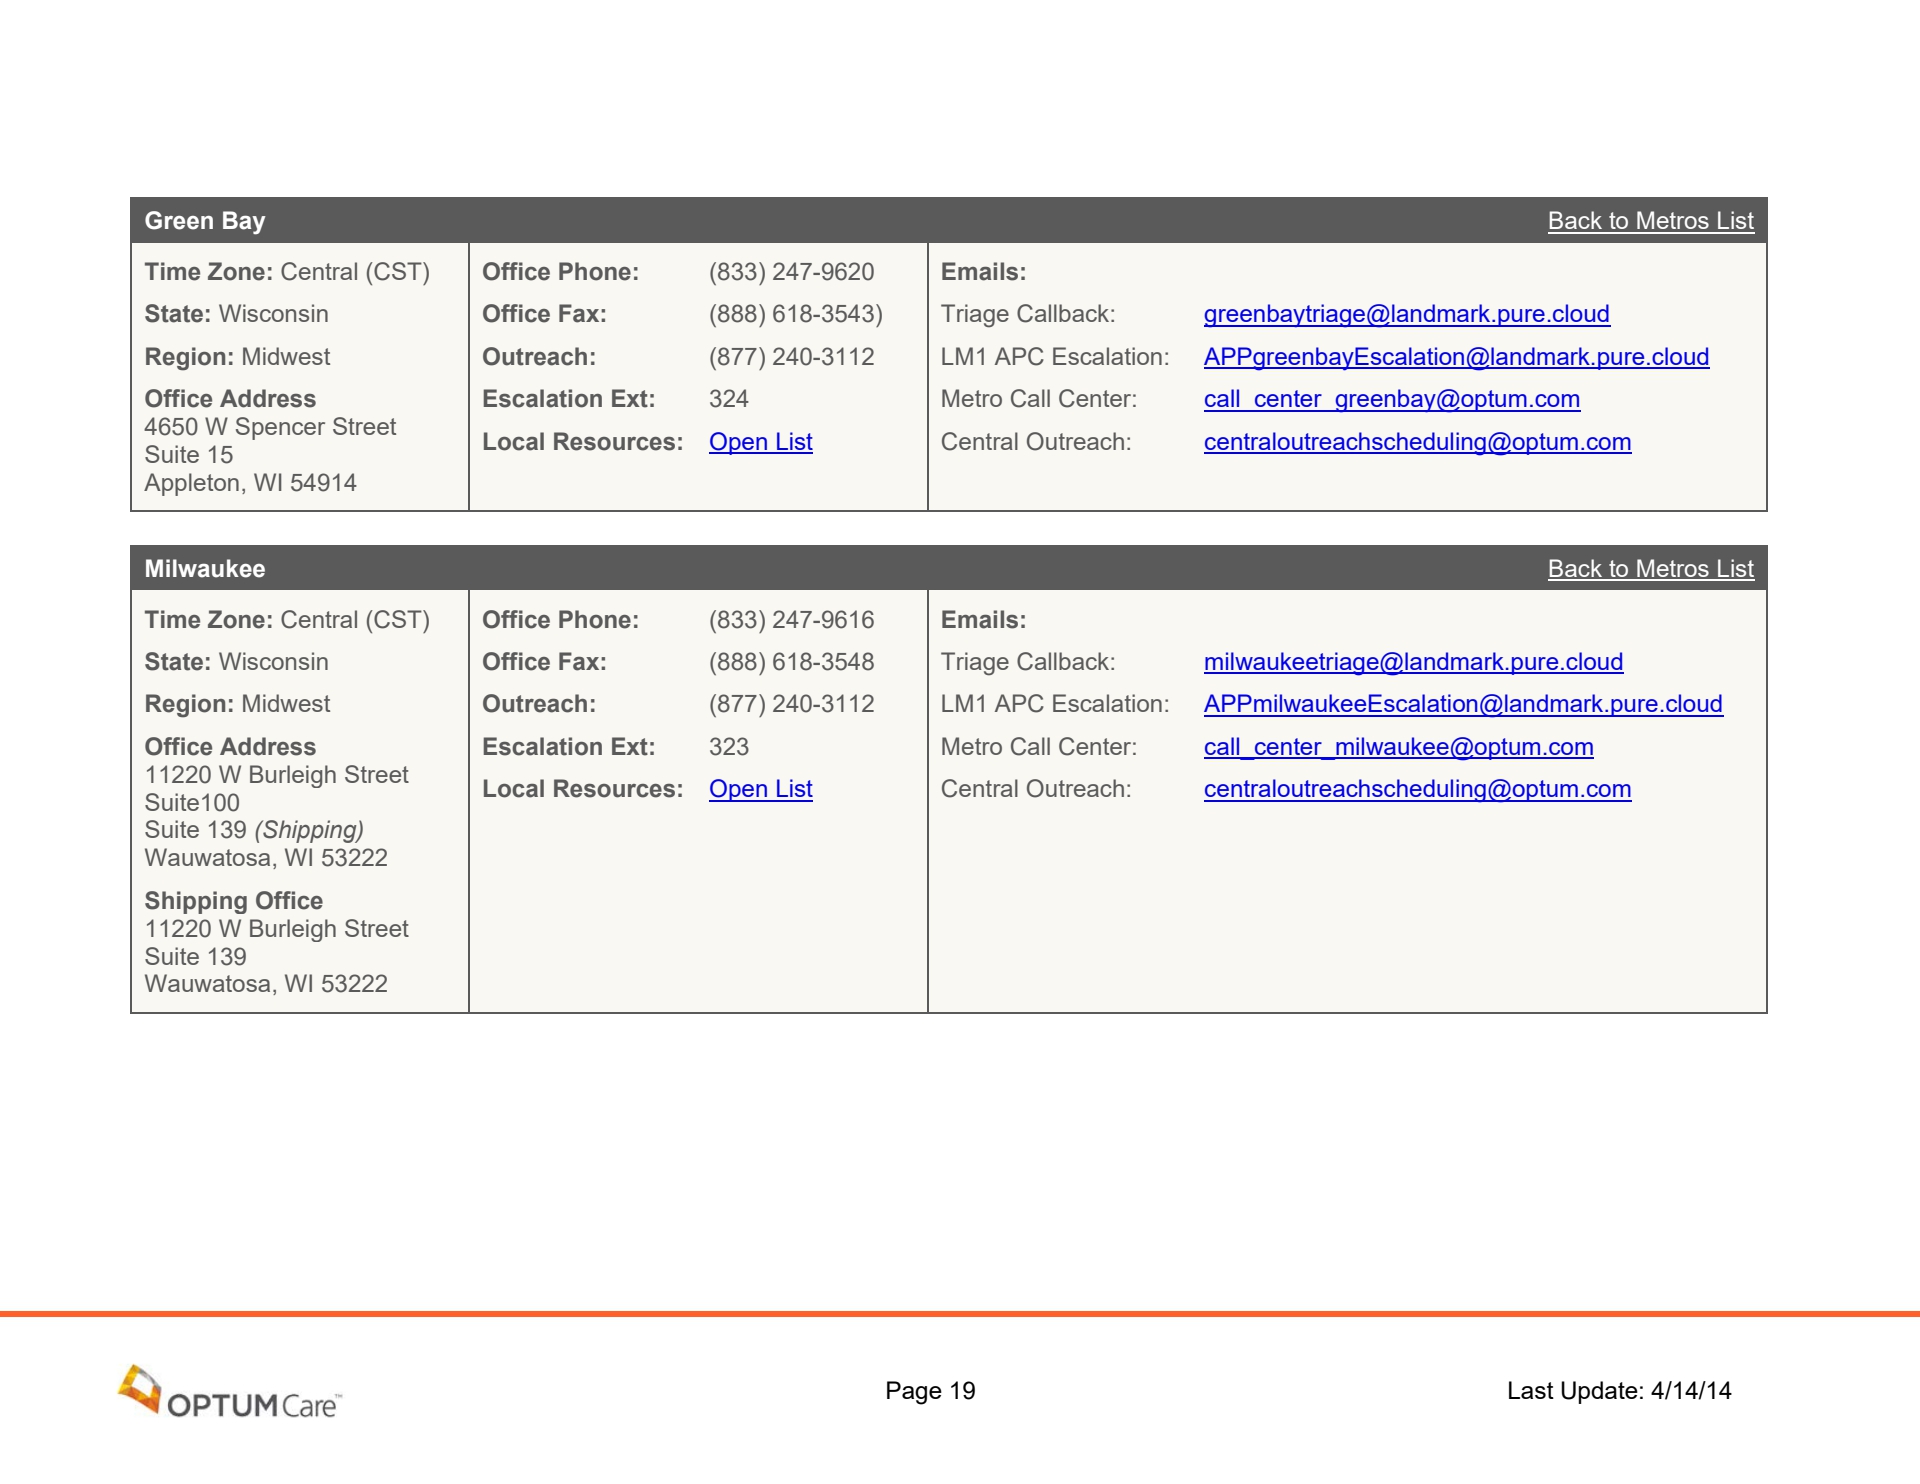 Green Bay Back to Metros List
Time Zone: Central (CST)
State: Wisconsin
Region: Midwest
Office Address
4650 W Spencer Street
Suite 15
Appleton, WI 54914
Office Phone: (833) 247-9620
Office Fax: (888) 618-3543)
Outreach: (877) 240-3112
Escalation Ext: 324
Local Resources: Open List
Emails:
Triage Callback: greenbaytriage@landmark.pure.cloud
LM1 APC Escalation: APPgreenbayEscalation@landmark.pure.cloud
Metro Call Center: call_center_greenbay@optum.com
Central Outreach: centraloutreachscheduling@optum.com
Milwaukee Back to Metros List
Time Zone: Central (CST)
State: Wisconsin
Region: Midwest
Office Address
11220 W Burleigh Street
Suite100
Suite 139 (Shipping)
Wauwatosa, WI 53222
Shipping Office
11220 W Burleigh Street
Suite 139
Wauwatosa, WI 53222
Office Phone: (833) 247-9616
Office Fax: (888) 618-3548
Outreach: (877) 240-3112
Escalation Ext: 323
Local Resources: Open List
Emails:
Triage Callback: milwaukeetriage@landmark.pure.cloud
LM1 APC Escalation: APPmilwaukeeEscalation@landmark.pure.cloud
Metro Call Center: call_center_milwaukee@optum.com
Central Outreach: centraloutreachscheduling@optum.com
OPTUM Care™ Page 19 Last Update: 4/14/14